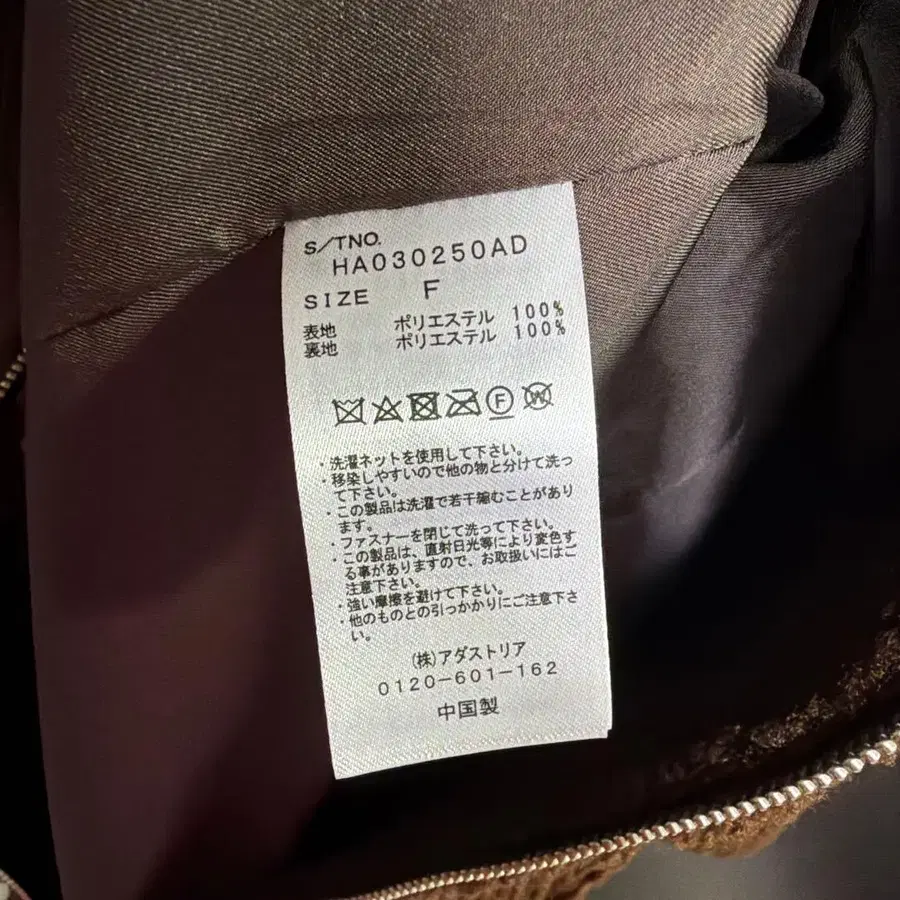 S/TNO.
HA030250AD
SIZE F
表地 ポリエステル 100%
裏地 ポリエステル 100%
F W
・洗濯ネットを使用して下さい。
・移染しやすいので他の物と分けて洗っ
て下さい。
・この製品は洗濯で若干縮むことがあり
ます。
・ファスナーを閉じて洗って下さい。
・この製品は、直射日光等により変色す
る事がありますので、お取扱いにはご
注意下さい。
・強い摩擦を避けて下さい。
・他のものとの引っかかりにご注意下さ
い。
(株)アダストリア
0120-601-162
中国製